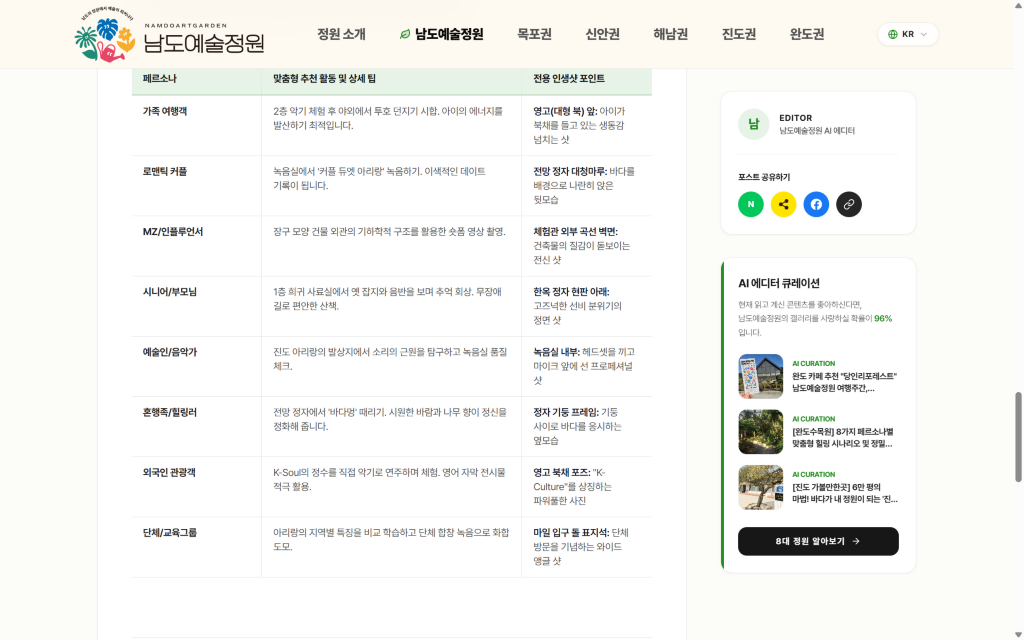 남도의 정원에서 예술이 피어나다
NAMDOARTGARDEN
남도예술정원
정원 소개
남도예술정원
목포권
신안권
해남권
진도권
완도권
KR
페르소나
맞춤형 추천 활동 및 상세 팁
전용 인생샷 포인트
가족 여행객
2층 악기 체험 후 야외에서 투호 던지기 시합. 아이의 에너지를
발산하기 최적입니다.
영고(대형 북) 앞: 아이가
북채를 들고 있는 생동감
넘치는 샷
로맨틱 커플
녹음실에서 '커플 듀엣 아리랑' 녹음하기. 이색적인 데이트
기록이 됩니다.
전망 정자 대청마루: 바다를
배경으로 나란히 앉은
뒷모습
MZ/인플루언서
장구 모양 건물 외관의 기하학적 구조를 활용한 숏폼 영상 촬영.
체험관 외부 곡선 벽면:
건축물의 질감이 돋보이는
전신 샷
시니어/부모님
1층 희귀 사료실에서 옛 잡지와 음반을 보며 추억 회상. 무장애
길로 편안한 산책.
한옥 정자 현판 아래:
고즈넉한 선비 분위기의
정면 샷
예술인/음악가
진도 아리랑의 발상지에서 소리의 근원을 탐구하고 녹음실 품질
체크.
녹음실 내부: 헤드셋을 끼고
마이크 앞에 선 프로페셔널
샷
혼행족/힐링러
전망 정자에서 '바다멍' 때리기. 시원한 바람과 나무 향이 정신을
정화해 줍니다.
정자 기둥 프레임: 기둥
사이로 바다를 응시하는
옆모습
외국인 관광객
K-Soul의 정수를 직접 악기로 연주하며 체험. 영어 자막 전시물
적극 활용.
영고 북채 포즈: "K-
Culture"를 상징하는
파워풀한 사진
단체/교육그룹
아리랑의 지역별 특징을 비교 학습하고 단체 합창 녹음으로 화합
도모.
마일 입구 돌 표지석: 단체
방문을 기념하는 와이드
앵글 샷
남
EDITOR
남도예술정원 AI 에디터
포스트 공유하기
N
AI 에디터 큐레이션
현재 읽고 계신 콘텐츠를 좋아하신다면,
남도예술정원의 갤러리를 사랑하실 확률이 96%
입니다.
AI CURATION
완도 카페 추천 "당인리포레스트"
남도예술정원 여행주간,...
AI CURATION
[완도수목원] 8가지 페르소나별
맞춤형 힐링 시나리오 및 정밀...
AI CURATION
[진도 가볼만한곳] 6만 평의
마법! 바다가 내 정원이 되는 '진...
8대 정원 알아보기 →